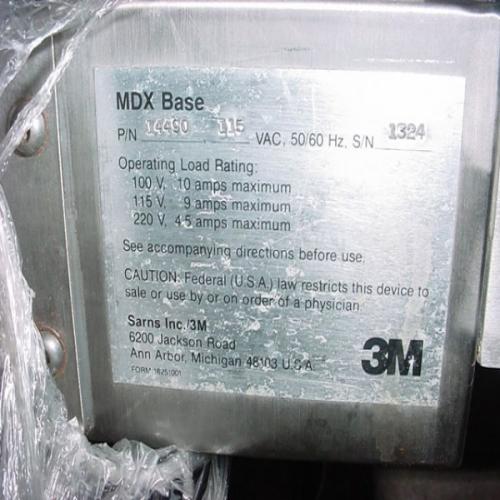 MDX Base
P/N 14490 115 VAC, 50/60 Hz, S/N 1324
Operating Load Rating:
100 V, 10 amps maximum
115 V, 9 amps maximum
220 V, 4.5 amps maximum
See accompanying directions before use.
CAUTION: Federal (U.S.A.) law restricts this device to
sale or use by or on order of a physician.
Sarns Inc./3M
6200 Jackson Road
Ann Arbor, Michigan 48103 U.S.A.
FORM 16251001
3M